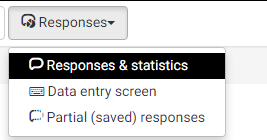 Responses
Responses & statistics
Data entry screen
Partial (saved) responses